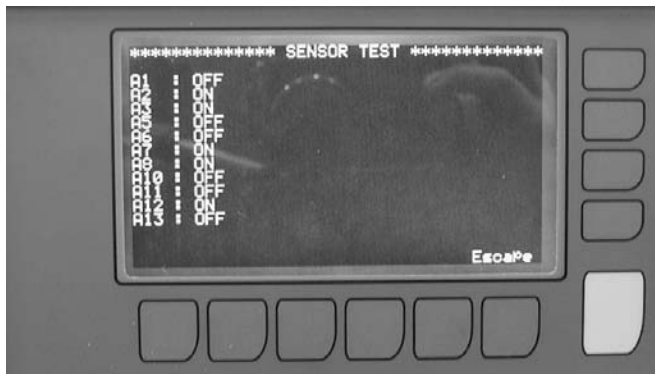 ************** SENSOR TEST *************
A1 : OFF
A2 : ON
A3 : ON
A5 : OFF
A6 : OFF
A7 : ON
A8 : ON
A10 : OFF
A11 : OFF
A12 : ON
A13 : OFF
Escape